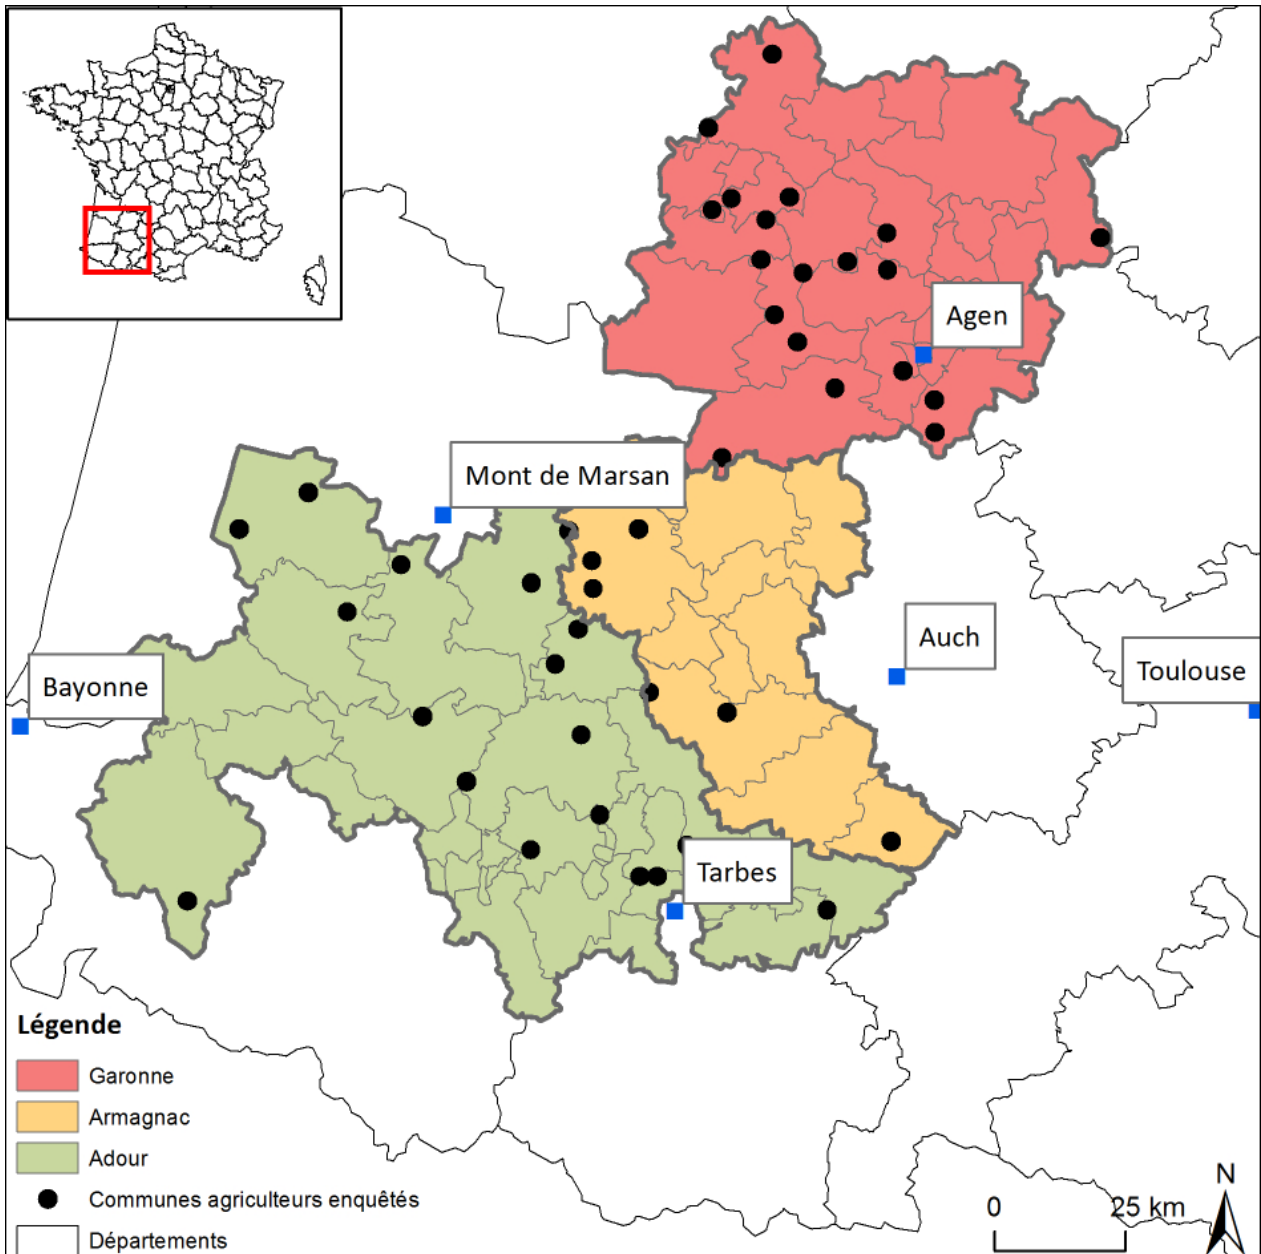 Agen
Mont de Marsan
Auch
Toulouse
Bayonne
Tarbes
Légende
Garonne
Armagnac
Adour
Communes agriculteurs enquêtés
Départements
N
0 25 km